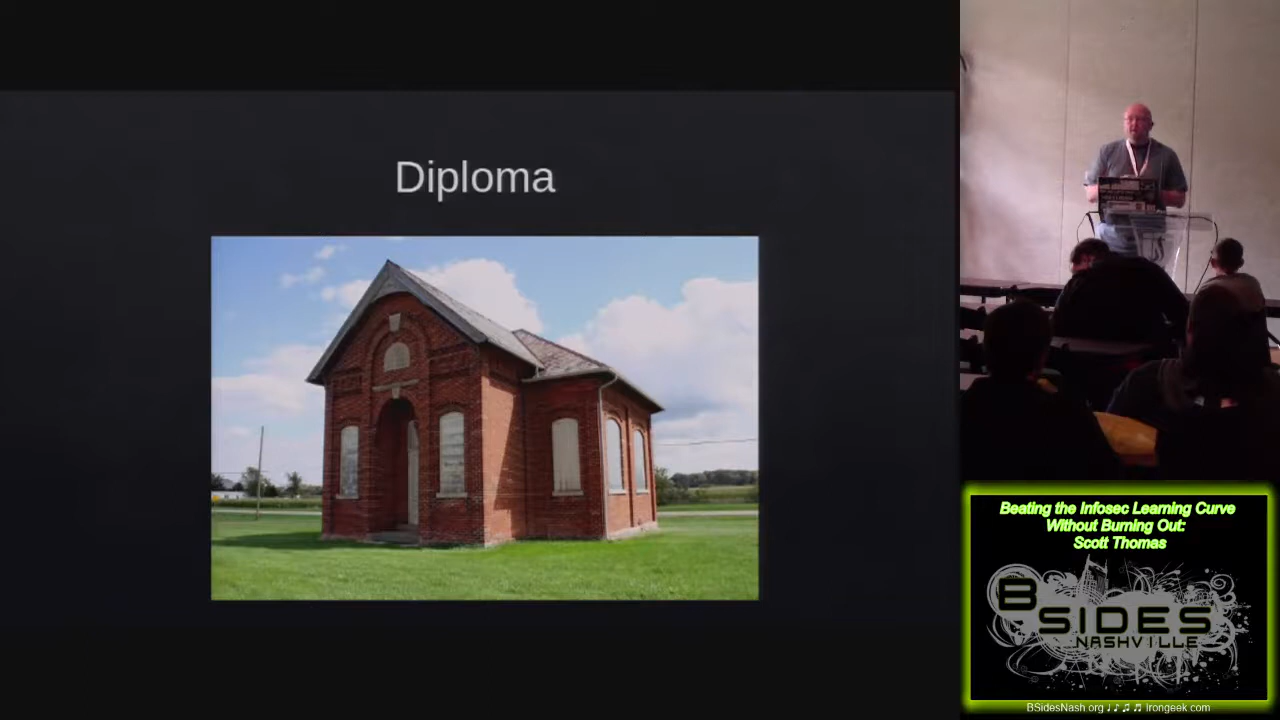 Diploma
Beating the Infosec Learning Curve
Without Burning Out:
Scott Thomas
BSIDES
NASHVILLE
BSidesNash.org ♩♪♫♬ Irongeek.com